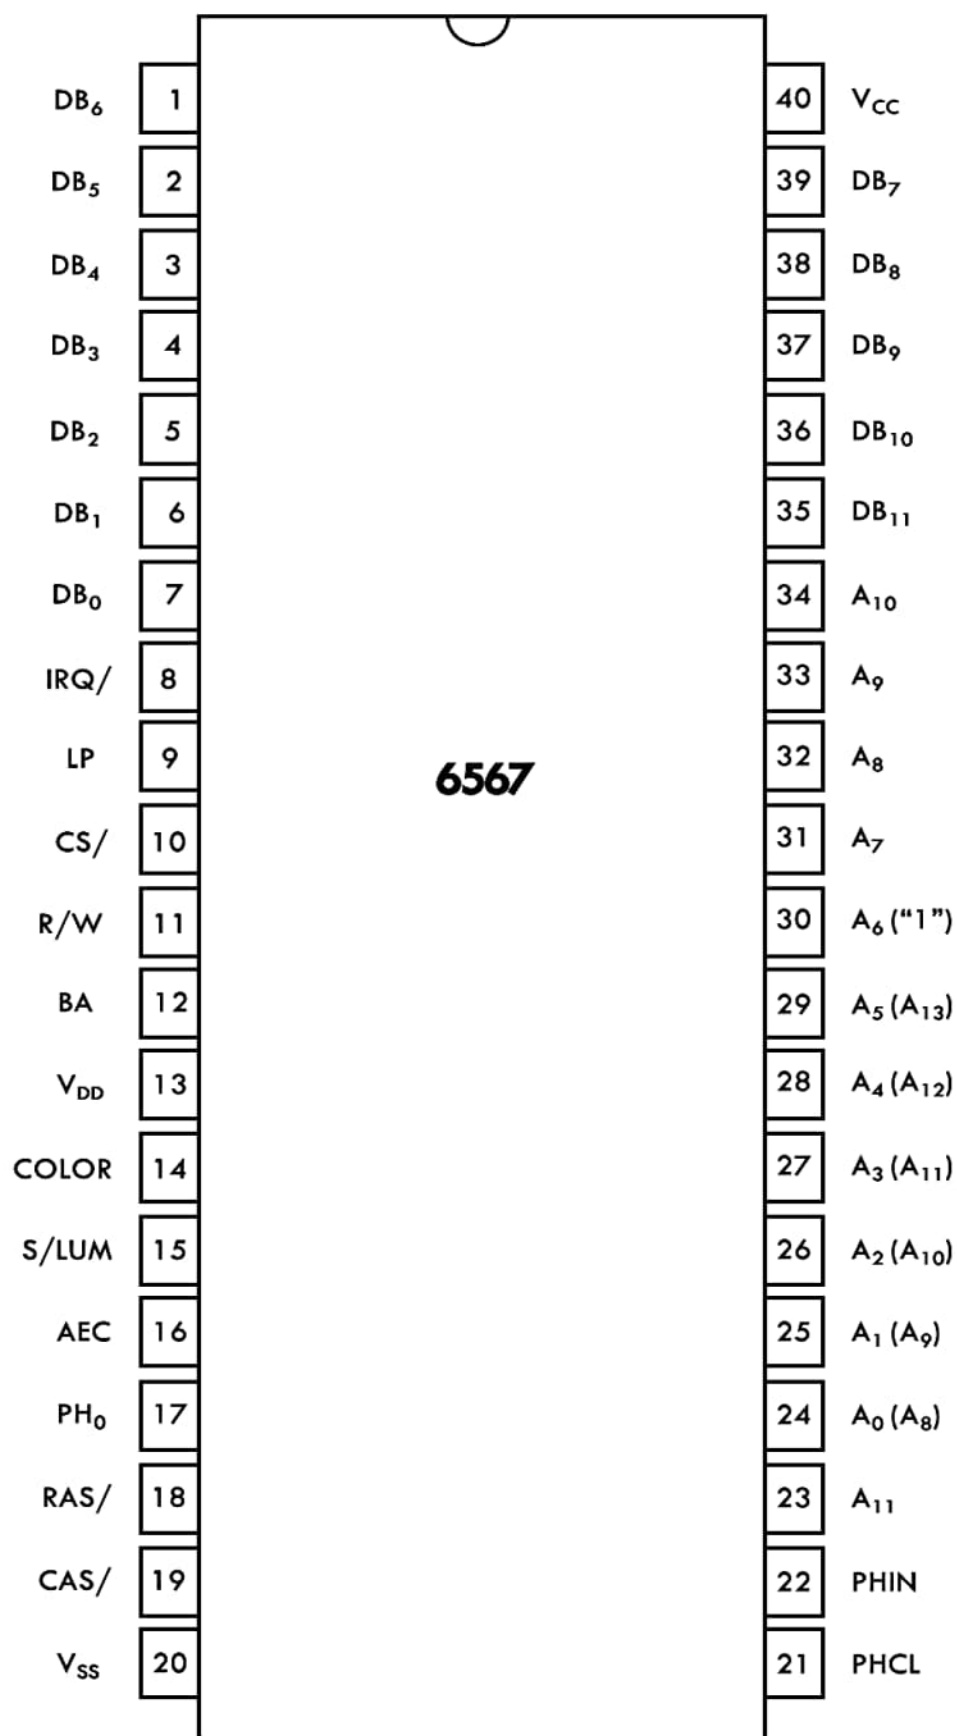 DB₆ 1 40 V_CC
DB₅ 2 39 DB₇
DB₄ 3 38 DB₈
DB₃ 4 37 DB₉
DB₂ 5 36 DB₁₀
DB₁ 6 35 DB₁₁
DB₀ 7 34 A₁₀
IRQ/ 8 33 A₉
LP 9 32 A₈
6567
CS/ 10 31 A₇
R/W 11 30 A₆ (“1”)
BA 12 29 A₅ (A₁₃)
V_DD 13 28 A₄ (A₁₂)
COLOR 14 27 A₃ (A₁₁)
S/LUM 15 26 A₂ (A₁₀)
AEC 16 25 A₁ (A₉)
PH₀ 17 24 A₀ (A₈)
RAS/ 18 23 A₁₁
CAS/ 19 22 PHIN
V_SS 20 21 PHCL